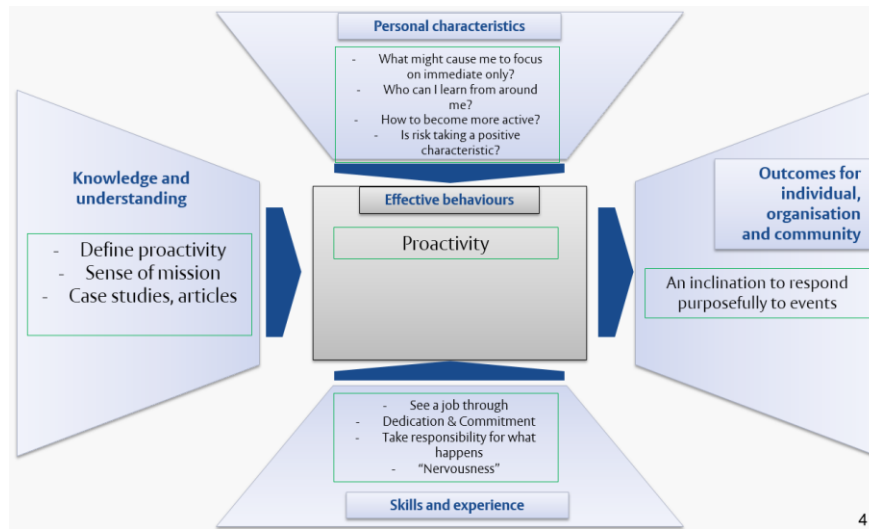 Personal characteristics
- What might cause me to focus
on immediate only?
- Who can I learn from around
me?
- How to become more active?
- Is risk taking a positive
characteristic?
Knowledge and
understanding
- Define proactivity
- Sense of mission
- Case studies, articles
Effective behaviours
Proactivity
Outcomes for
individual,
organisation
and community
An inclination to respond
purposefully to events
- See a job through
- Dedication & Commitment
- Take responsibility for what
happens
- “Nervousness”
Skills and experience
4